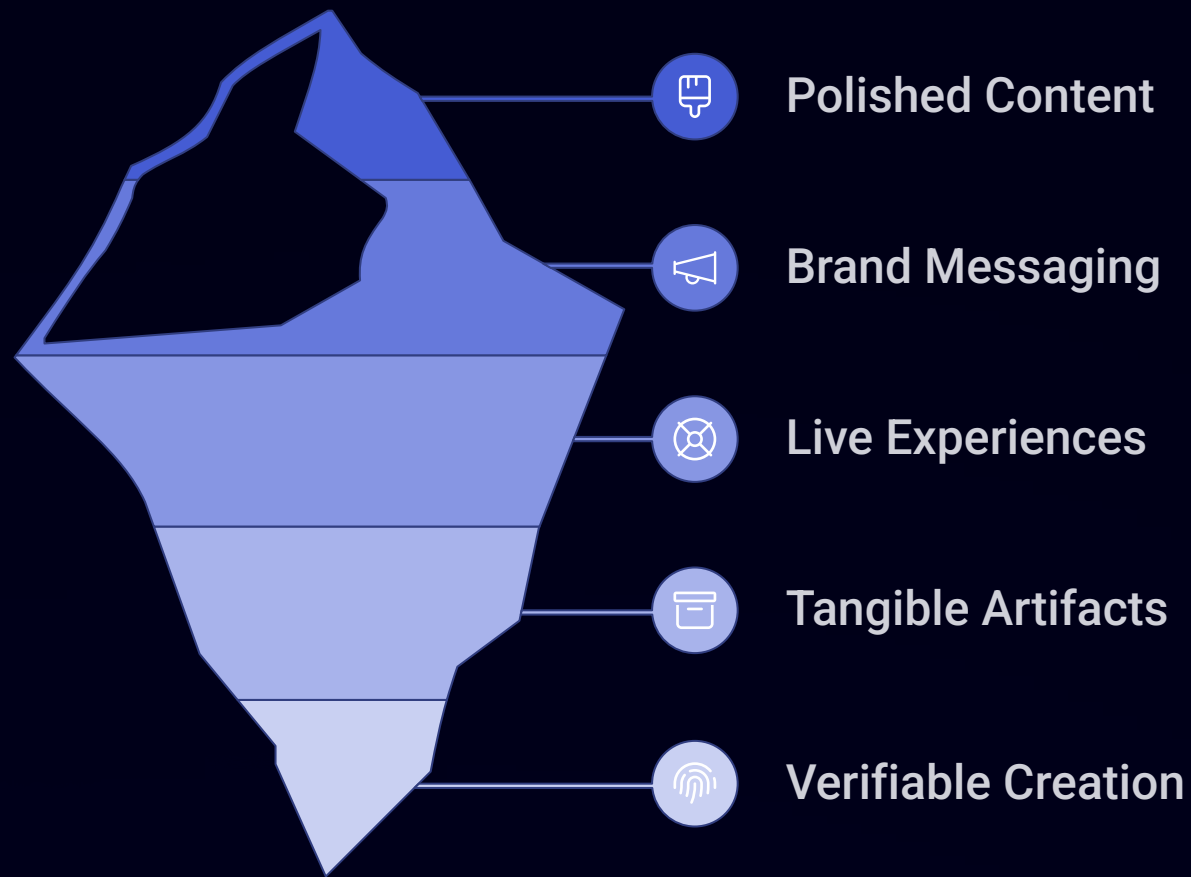 Polished Content
Brand Messaging
Live Experiences
Tangible Artifacts
Verifiable Creation